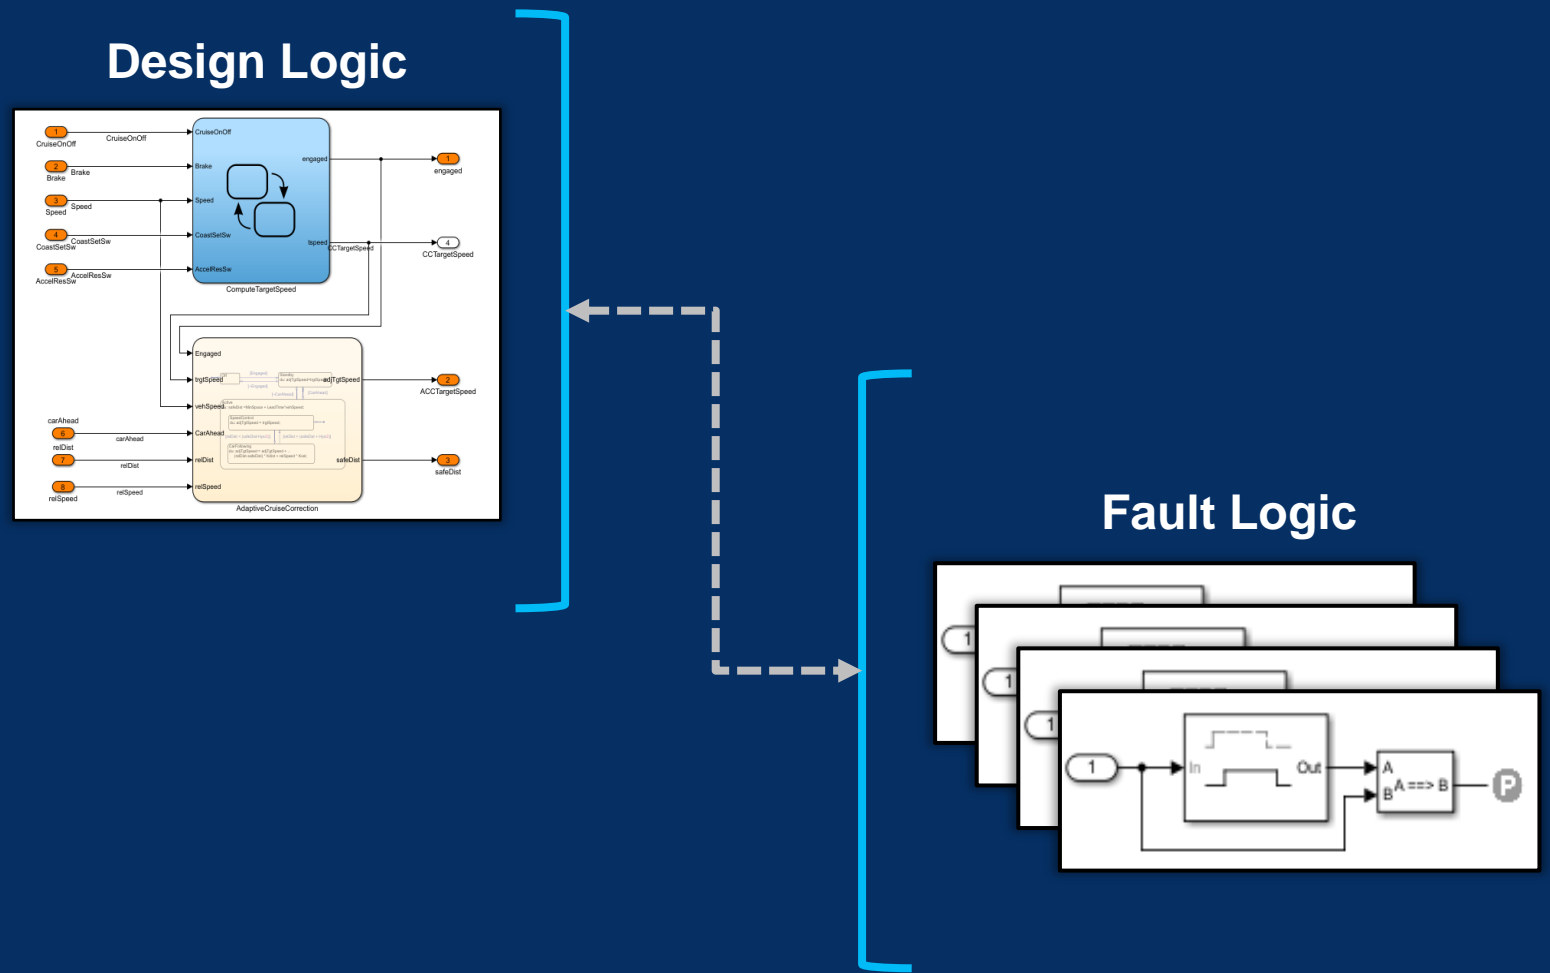 Design Logic
1
CruiseOnOff
CruiseOnOff
CruiseOnOff
2
Brake
Brake
Brake
3
Speed
Speed
Speed
4
CoastSetSw
CoastSetSw
CoastSetSw
5
AccelResSw
AccelResSw
AccelResSw
engaged
1
engaged
tspeed
CCTargetSpeed
4
CCTargetSpeed
ComputeTargetSpeed
Engaged
trgtSpeed
vehSpeed
carAhead
6
carAhead
CarAhead
relDist
7
relDist
relDist
8
relSpeed
relSpeed
relSpeed
adjTgtSpeed
2
ACCTargetSpeed
safeDist
3
safeDist
AdaptiveCruiseCorrection
Fault Logic
1
1
1
1
In
Out
A
B
A ==> B
P